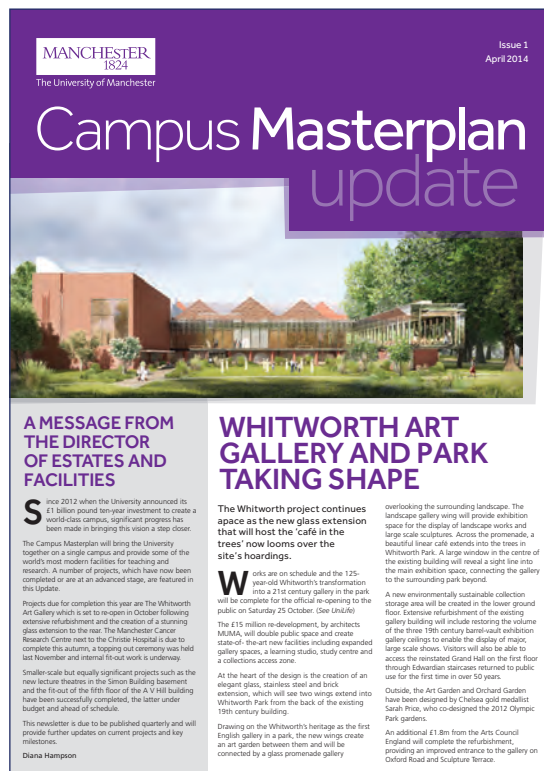 MANCHESTER
1824
The University of Manchester
Issue 1
April 2014
Campus Masterplan
update
A MESSAGE FROM
THE DIRECTOR
OF ESTATES AND
FACILITIES
Since 2012 when the University announced its
£1 billion pound ten-year investment to create a
world-class campus, significant progress has
been made in bringing this vision a step closer.
The Campus Masterplan will bring the University
together on a single campus and provide some of the
world's most modern facilities for teaching and
research. A number of projects, which have now been
completed or are at an advanced stage, are featured in
this Update.
Projects due for completion this year are The Whitworth
Art Gallery which is set to re-open in October following
extensive refurbishment and the creation of a stunning
glass extension to the rear. The Manchester Cancer
Research Centre next to the Christie Hospital is due to
complete this autumn, a topping out ceremony was held
last November and internal fit-out work is underway.
Smaller-scale but equally significant projects such as the
new lecture theatres in the Simon Building basement
and the fit-out of the fifth floor of the A V Hill building
have been successfully completed, the latter under
budget and ahead of schedule.
This newsletter is due to be published quarterly and will
provide further updates on current projects and key
milestones.
Diana Hampson
WHITWORTH ART
GALLERY AND PARK
TAKING SHAPE
The Whitworth project continues
apace as the new glass extension
that will host the 'café in the
trees' now looms over the
site's hoardings.
Works are on schedule and the 125-
year-old Whitworth's transformation
into a 21st century gallery in the park
will be complete for the official re-opening to the
public on Saturday 25 October. (See UniLife)
The £15 million re-development, by architects
MUMA, will double public space and create
state-of- the-art new facilities including expanded
gallery spaces, a learning studio, study centre and
a collections access zone.
At the heart of the design is the creation of an
elegant glass, stainless steel and brick
extension, which will see two wings extend into
Whitworth Park from the back of the existing
19th century building.
Drawing on the Whitworth's heritage as the first
English gallery in a park, the new wings create
an art garden between them and will be
connected by a glass promenade gallery
overlooking the surrounding landscape. The
landscape gallery wing will provide exhibition
space for the display of landscape works and
large scale sculptures. Across the promenade, a
beautiful linear café extends into the trees in
Whitworth Park. A large window in the centre of
the existing building will reveal a sight line into
the main exhibition space, connecting the gallery
to the surrounding park beyond.
A new environmentally sustainable collection
storage area will be created in the lower ground
floor. Extensive refurbishment of the existing
gallery building will include restoring the volume
of the three 19th century barrel-vault exhibition
gallery ceilings to enable the display of major,
large scale shows. Visitors will also be able to
access the reinstated Grand Hall on the first floor
through Edwardian staircases returned to public
use for the first time in over 50 years.
Outside, the Art Garden and Orchard Garden
have been designed by Chelsea gold medallist
Sarah Price, who co-designed the 2012 Olympic
Park gardens.
An additional £1.8m from the Arts Council
England will complete the refurbishment,
providing an improved entrance to the gallery on
Oxford Road and Sculpture Terrace.